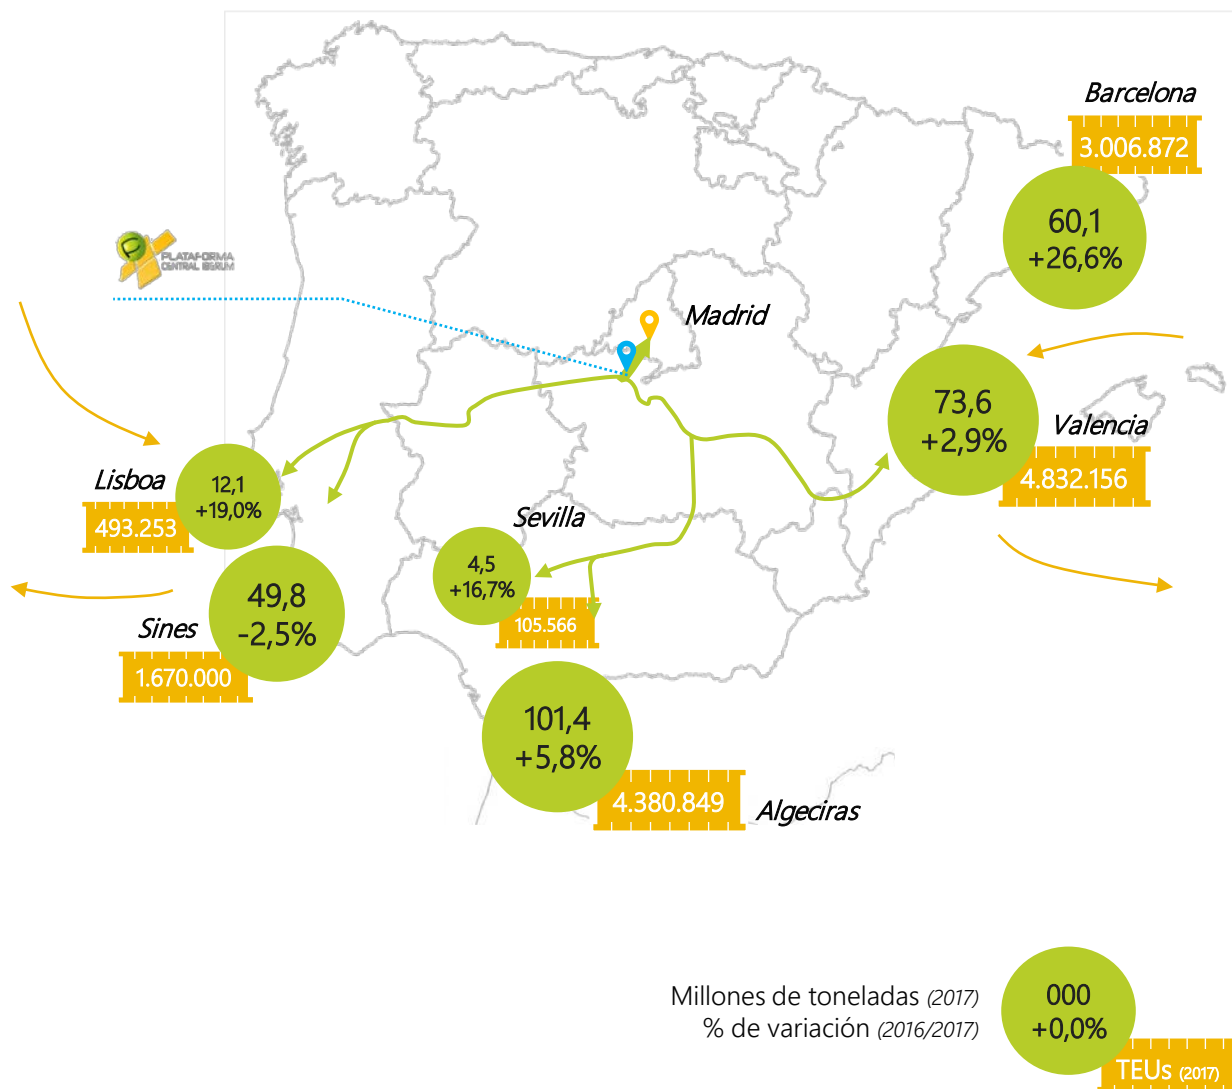 Barcelona
3.006.872
60,1
+26,6%
PLATAFORMA
CENTRAL IBERUM
Madrid
73,6
+2,9%
Valencia
4.832.156
Lisboa
493.253
12,1
+19,0%
Sevilla
4,5
+16,7%
105.566
49,8
-2,5%
Sines
1.670.000
101,4
+5,8%
4.380.849
Algeciras
Millones de toneladas (2017)
% de variación (2016/2017)
000
+0,0%
TEUs (2017)